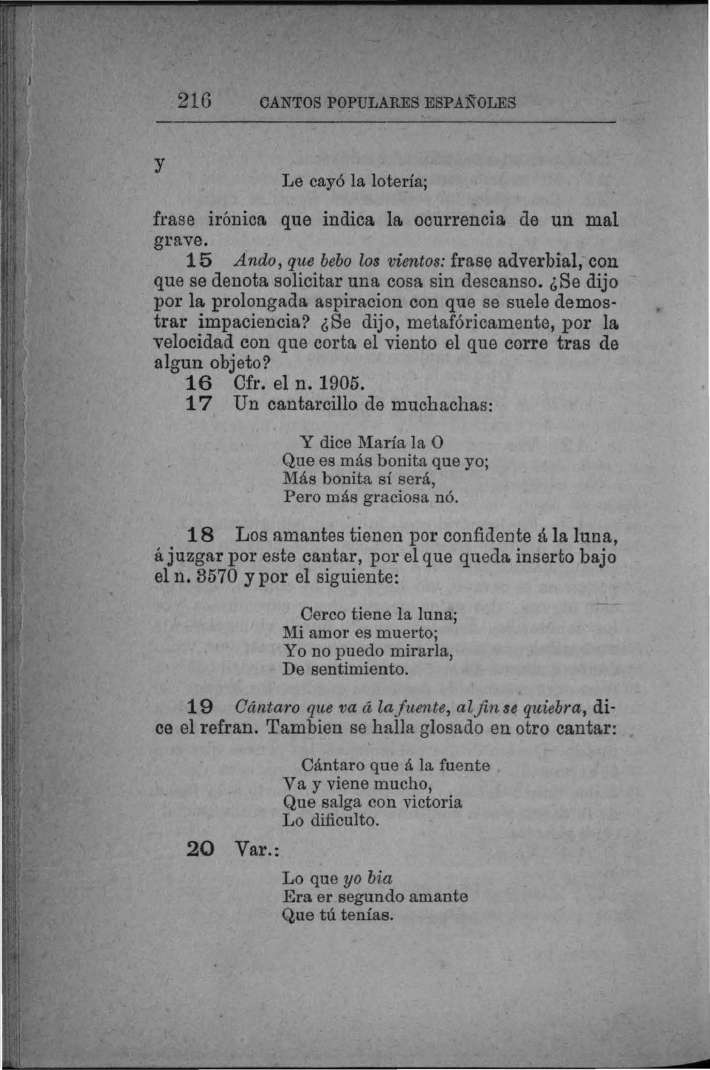 216 CANTOS POPULARES ESPAÑOLES
y
Le cayó la lotería;
frase irónica que indica la ocurrencia de un mal
grave.
15 Ando, que bebo los vientos: frase adverbial, con
que se denota solicitar una cosa sin descanso. ¿Se dijo
por la prolongada aspiracion con que se suele demos-
trar impaciencia? ¿Se dijo, metafóricamente, por la
velocidad con que corta el viento el que corre tras de
algun objeto?
16 Cfr. el n. 1905.
17 Un cantarcillo de muchachas:
Y dice María la O
Que es más bonita que yo;
Más bonita sí será,
Pero más graciosa nó.
18 Los amantes tienen por confidente á la luna,
á juzgar por este cantar, por el que queda inserto bajo
el n. 3570 y por el siguiente:
Cerco tiene la luna;
Mi amor es muerto;
Yo no puedo mirarla,
De sentimiento.
19 Cántaro que va á la fuente, al fin se quiebra, di-
ce el refran. Tambien se halla glosado en otro cantar:
Cántaro que á la fuente
Va y viene mucho,
Que salga con victoria
Lo dificulto.
20 Var.:
Lo que yo bia
Era er segundo amante
Que tú tenías.